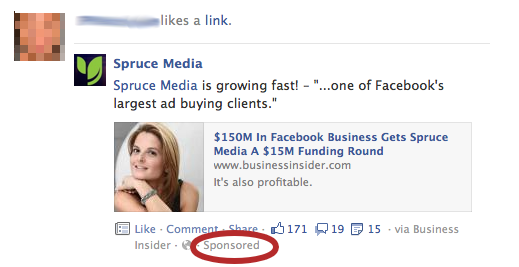 likes a link.
Spruce Media
Spruce Media is growing fast! - "...one of Facebook's
largest ad buying clients."
$150M In Facebook Business Gets Spruce
Media A $15M Funding Round
www.businessinsider.com
It's also profitable.
Like · Comment · Share · 171 19 15 · via Business
Insider · Sponsored